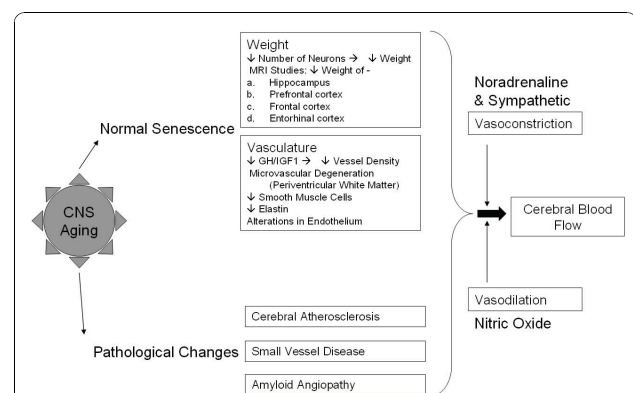 CNS
Aging
Normal Senescence
Weight
↓ Number of Neurons → ↓ Weight
MRI Studies: ↓ Weight of -
a. Hippocampus
b. Prefrontal cortex
c. Frontal cortex
d. Entorhinal cortex
Vasculature
↓ GH/IGF1 → ↓ Vessel Density
Microvascular Degeneration
(Periventricular White Matter)
↓ Smooth Muscle Cells
↓ Elastin
Alterations in Endothelium
Pathological Changes
Cerebral Atherosclerosis
Small Vessel Disease
Amyloid Angiopathy
Noradrenaline
& Sympathetic
Vasoconstriction
Cerebral Blood
Flow
Vasodilation
Nitric Oxide